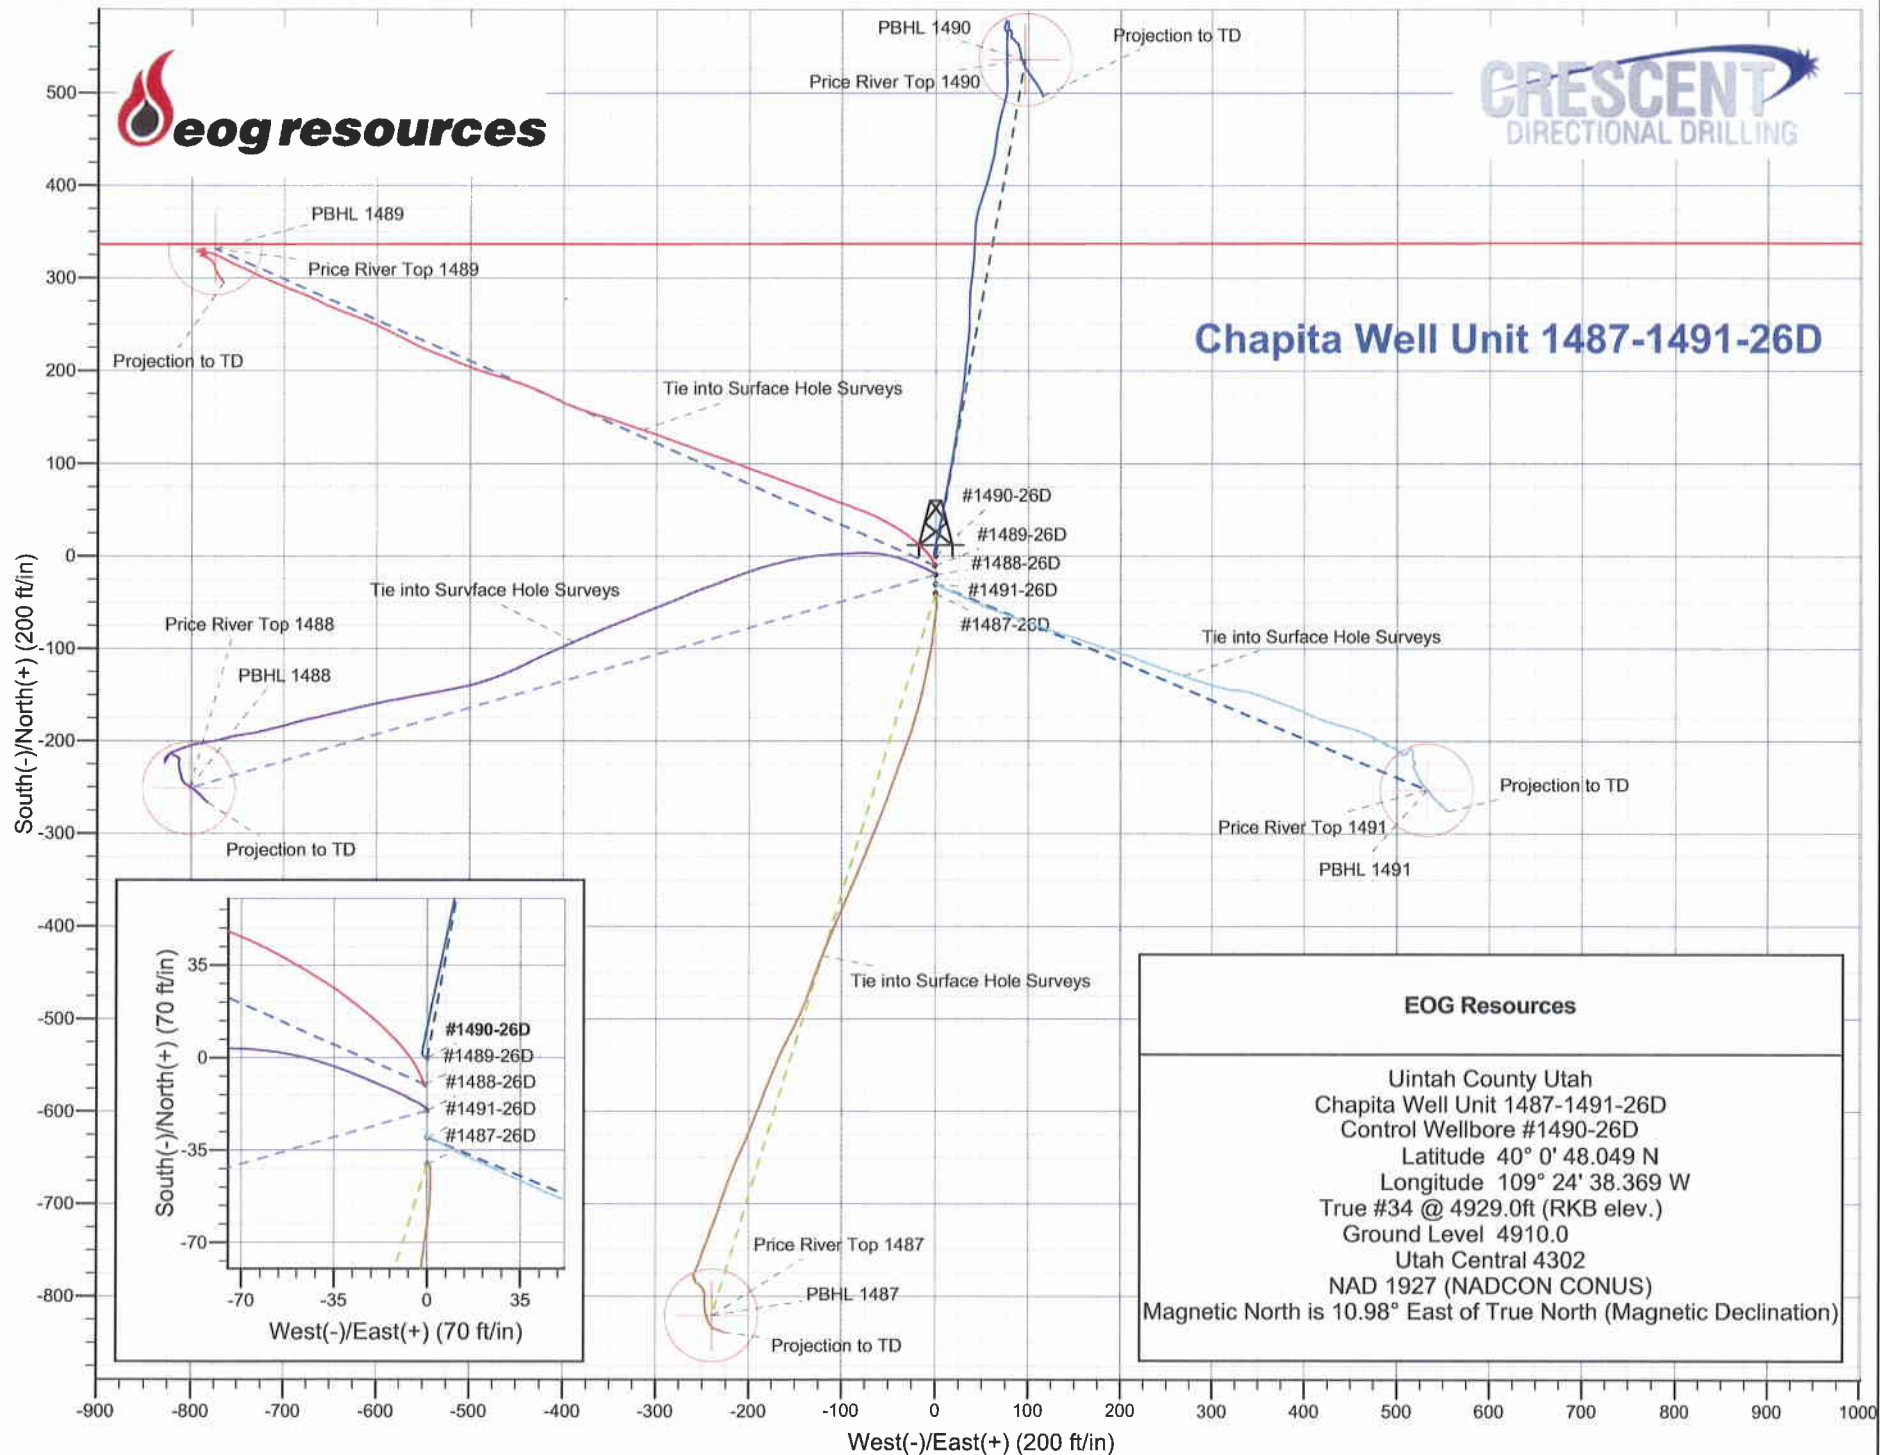 PBHL 1490
Projection to TD
Price River Top 1490
eog resources
CRESCENT
DIRECTIONAL DRILLING
500
400
300
200
100
0
-100
-200
-300
-400
-500
-600
-700
-800
South(-)/North(+) (200 ft/in)
PBHL 1489
Price River Top 1489
Projection to TD
Chapita Well Unit 1487-1491-26D
Tie into Surface Hole Surveys
#1490-26D
#1489-26D
#1488-26D
#1491-26D
#1487-26D
Tie into Survface Hole Surveys
Price River Top 1488
PBHL 1488
Projection to TD
Tie into Surface Hole Surveys
Projection to TD
Price River Top 1491
PBHL 1491
Tie into Surface Hole Surveys
Price River Top 1487
PBHL 1487
Projection to TD
South(-)/North(+) (70 ft/in)
35
0
-35
-70
#1490-26D
#1489-26D
#1488-26D
#1491-26D
#1487-26D
-70 -35 0 35
West(-)/East(+) (70 ft/in)
EOG Resources
Uintah County Utah
Chapita Well Unit 1487-1491-26D
Control Wellbore #1490-26D
Latitude 40° 0' 48.049 N
Longitude 109° 24' 38.369 W
True #34 @ 4929.0ft (RKB elev.)
Ground Level 4910.0
Utah Central 4302
NAD 1927 (NADCON CONUS)
Magnetic North is 10.98° East of True North (Magnetic Declination)
-900 -800 -700 -600 -500 -400 -300 -200 -100 0 100 200 300 400 500 600 700 800 900 1000
West(-)/East(+) (200 ft/in)